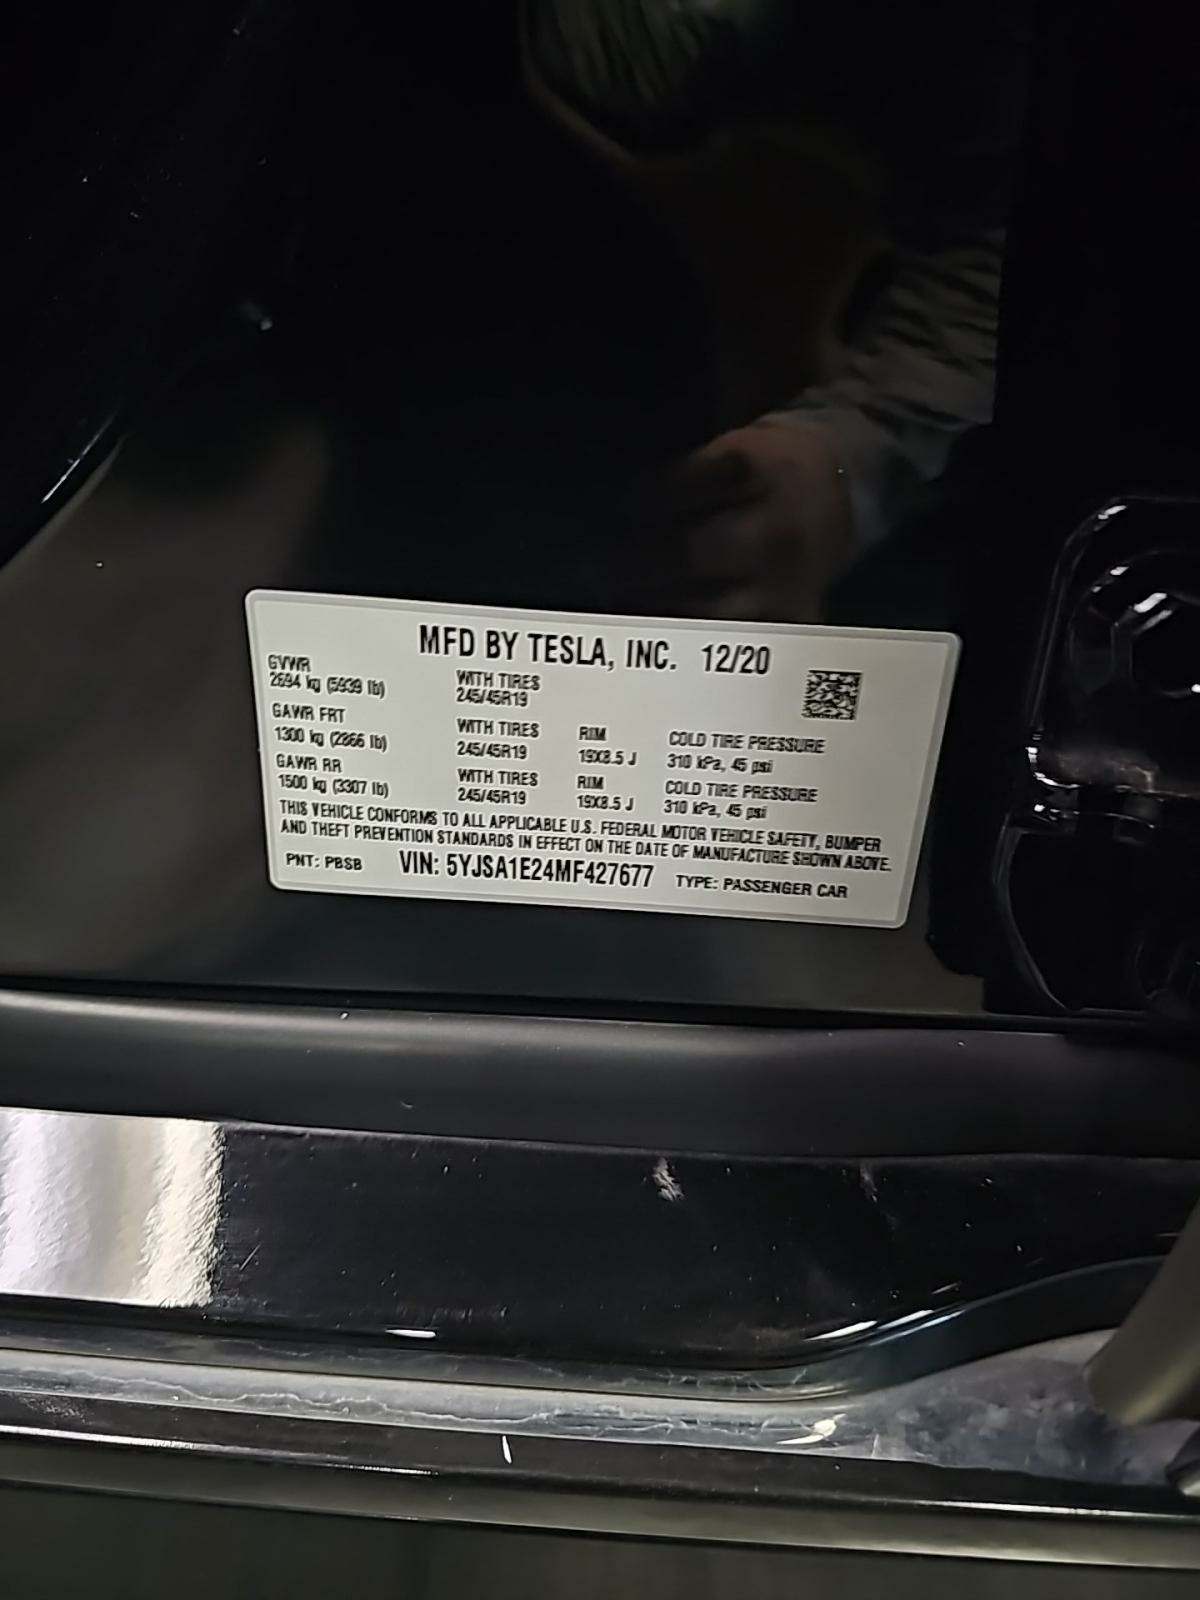 MFD BY TESLA, INC. 12/20
GVWR
2694 kg (5939 lb)
WITH TIRES
245/45R19
GAWR FRT
1300 kg (2866 lb)
WITH TIRES
245/45R19
RIM
19X8.5 J
COLD TIRE PRESSURE
310 kPa, 45 psi
GAWR RR
1500 kg (3307 lb)
WITH TIRES
245/45R19
RIM
19X8.5 J
COLD TIRE PRESSURE
310 kPa, 45 psi
THIS VEHICLE CONFORMS TO ALL APPLICABLE U.S. FEDERAL MOTOR VEHICLE SAFETY, BUMPER
AND THEFT PREVENTION STANDARDS IN EFFECT ON THE DATE OF MANUFACTURE SHOWN ABOVE.
PNT: PBSB VIN: 5YJSA1E24MF427677 TYPE: PASSENGER CAR